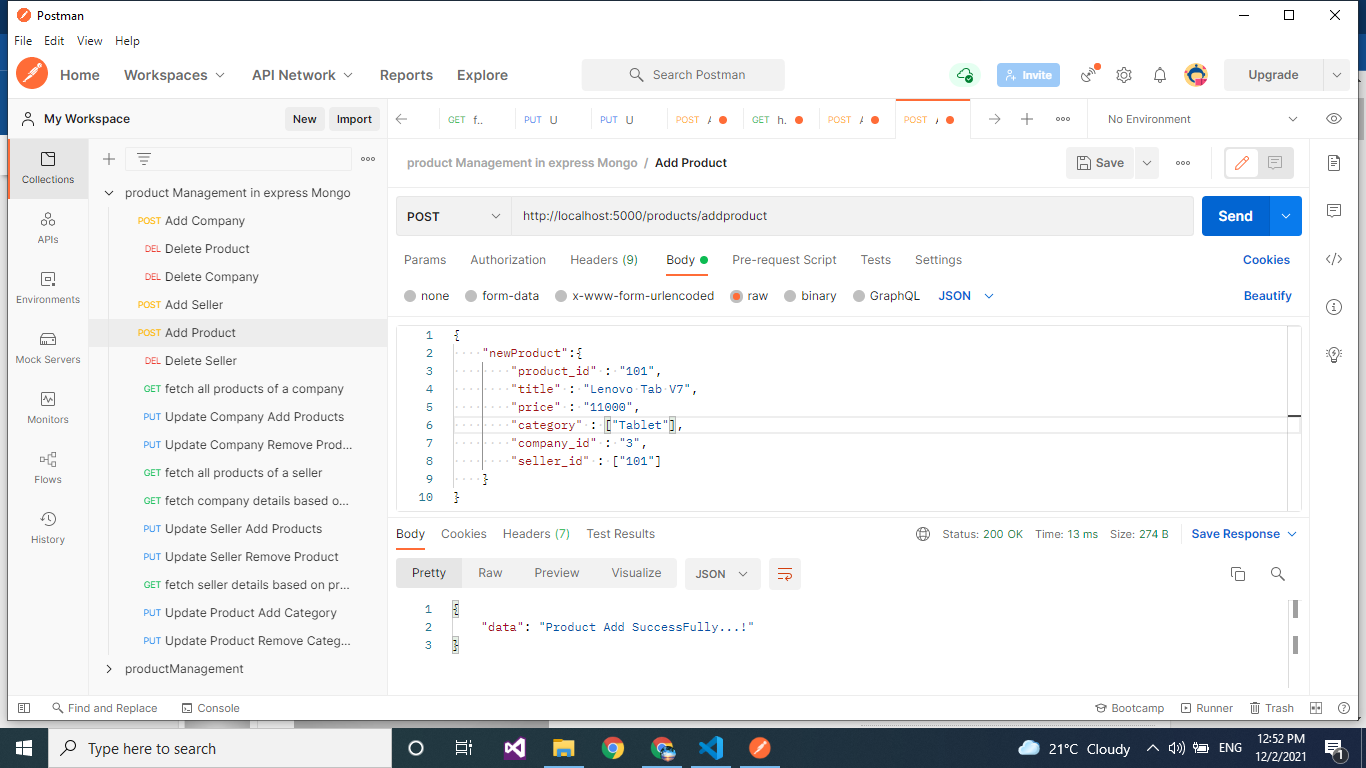 Postman
File Edit View Help
Home Workspaces API Network Reports Explore Search Postman Invite Upgrade
My Workspace New Import GET f.. PUT U PUT U POST A GET h. POST A POST A No Environment
Collections
APIs
Environments
Mock Servers
Monitors
Flows
History
product Management in express Mongo
POST Add Company
DEL Delete Product
DEL Delete Company
POST Add Seller
POST Add Product
DEL Delete Seller
GET fetch all products of a company
PUT Update Company Add Products
PUT Update Company Remove Prod...
GET fetch all products of a seller
GET fetch company details based o...
PUT Update Seller Add Products
PUT Update Seller Remove Product
GET fetch seller details based on pr...
PUT Update Product Add Category
PUT Update Product Remove Categ...
productManagement
product Management in express Mongo / Add Product Save
POST http://localhost:5000/products/addproduct Send
Params Authorization Headers (9) Body Pre-request Script Tests Settings Cookies
none form-data x-www-form-urlencoded raw binary GraphQL JSON Beautify
1 {
2 "newProduct":{
3 "product_id" : "101",
4 "title" : "Lenovo Tab V7",
5 "price" : "11000",
6 "category" : ["Tablet"],
7 "company_id" : "3",
8 "seller_id" : ["101"]
9 }
10 }
Body Cookies Headers (7) Test Results Status: 200 OK Time: 13 ms Size: 274 B Save Response
Pretty Raw Preview Visualize JSON
1 {
2 "data": "Product Add SuccessFully...!"
3 }
Find and Replace Console Bootcamp Runner Trash
Type here to search 21°C Cloudy ENG 12:52 PM
12/2/2021 1